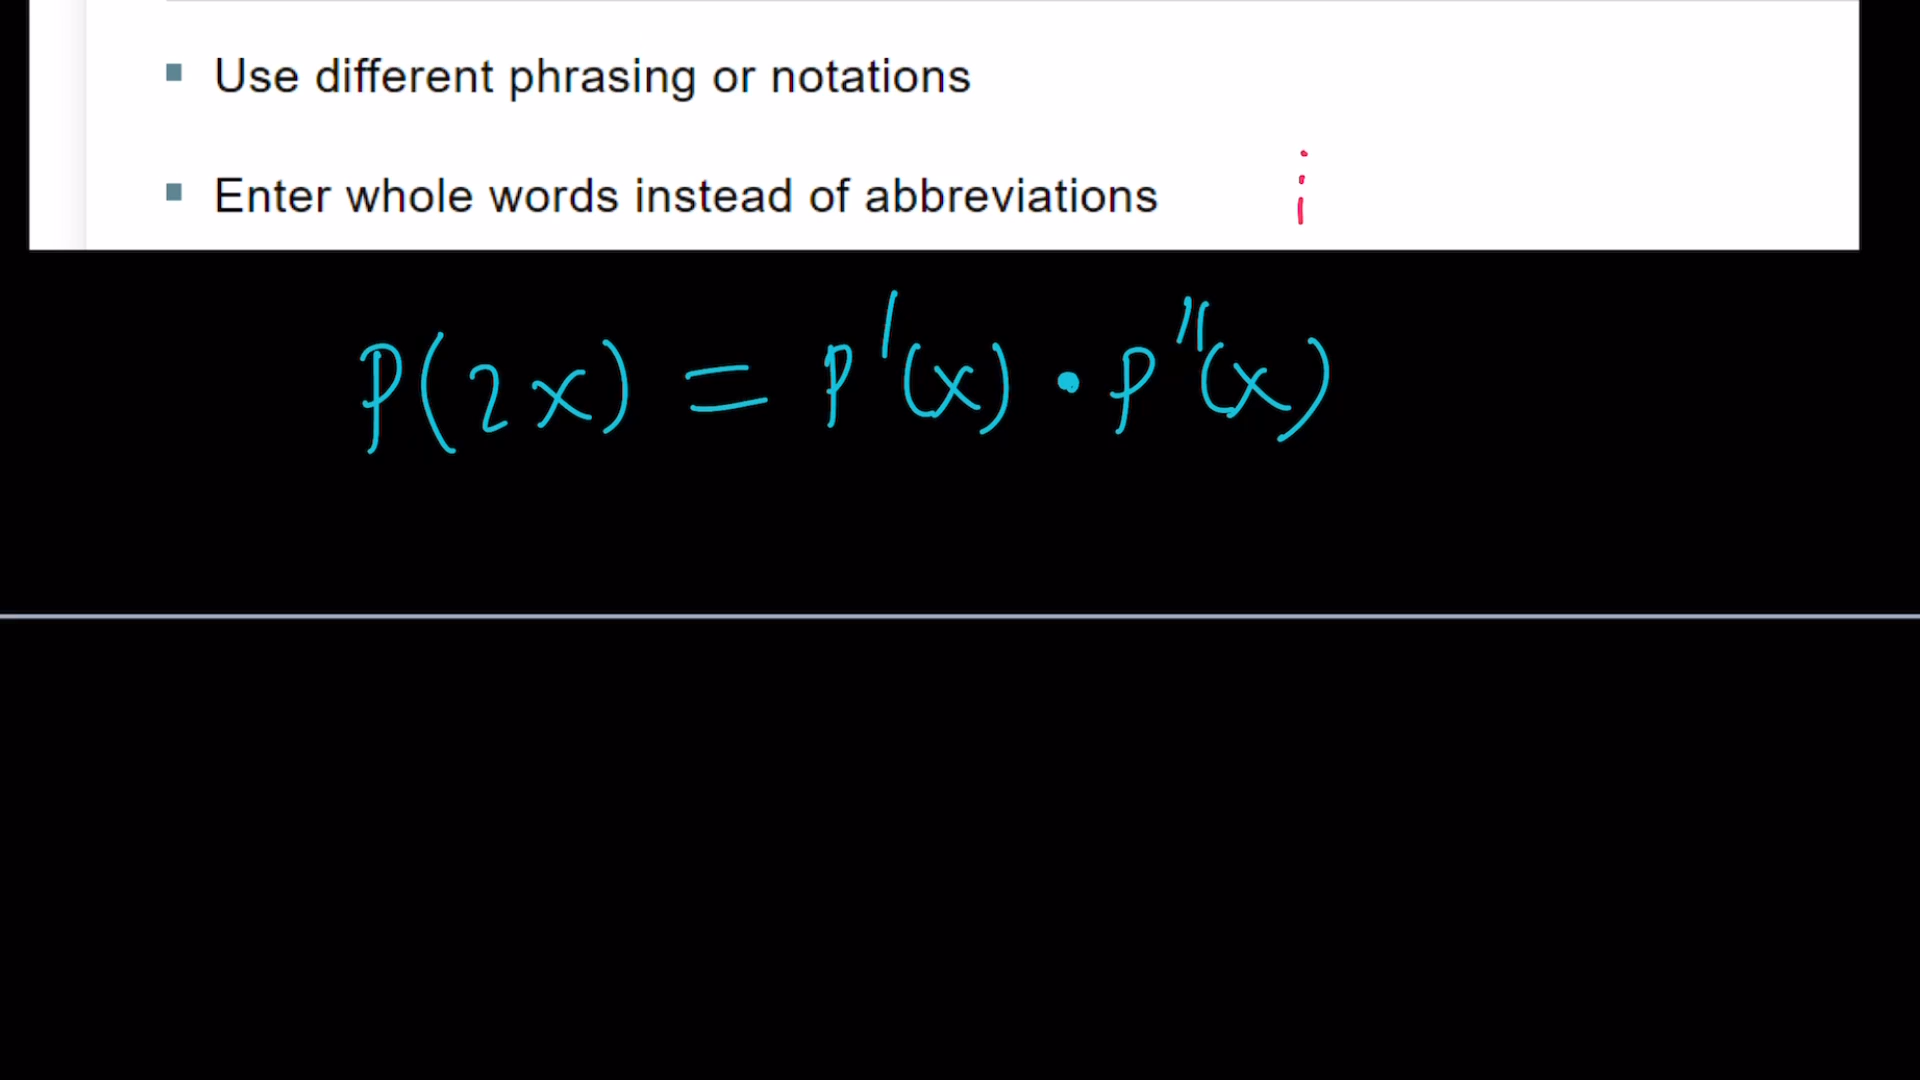 Use different phrasing or notations
Enter whole words instead of abbreviations
P(2x) = P'(x) · P''(x)